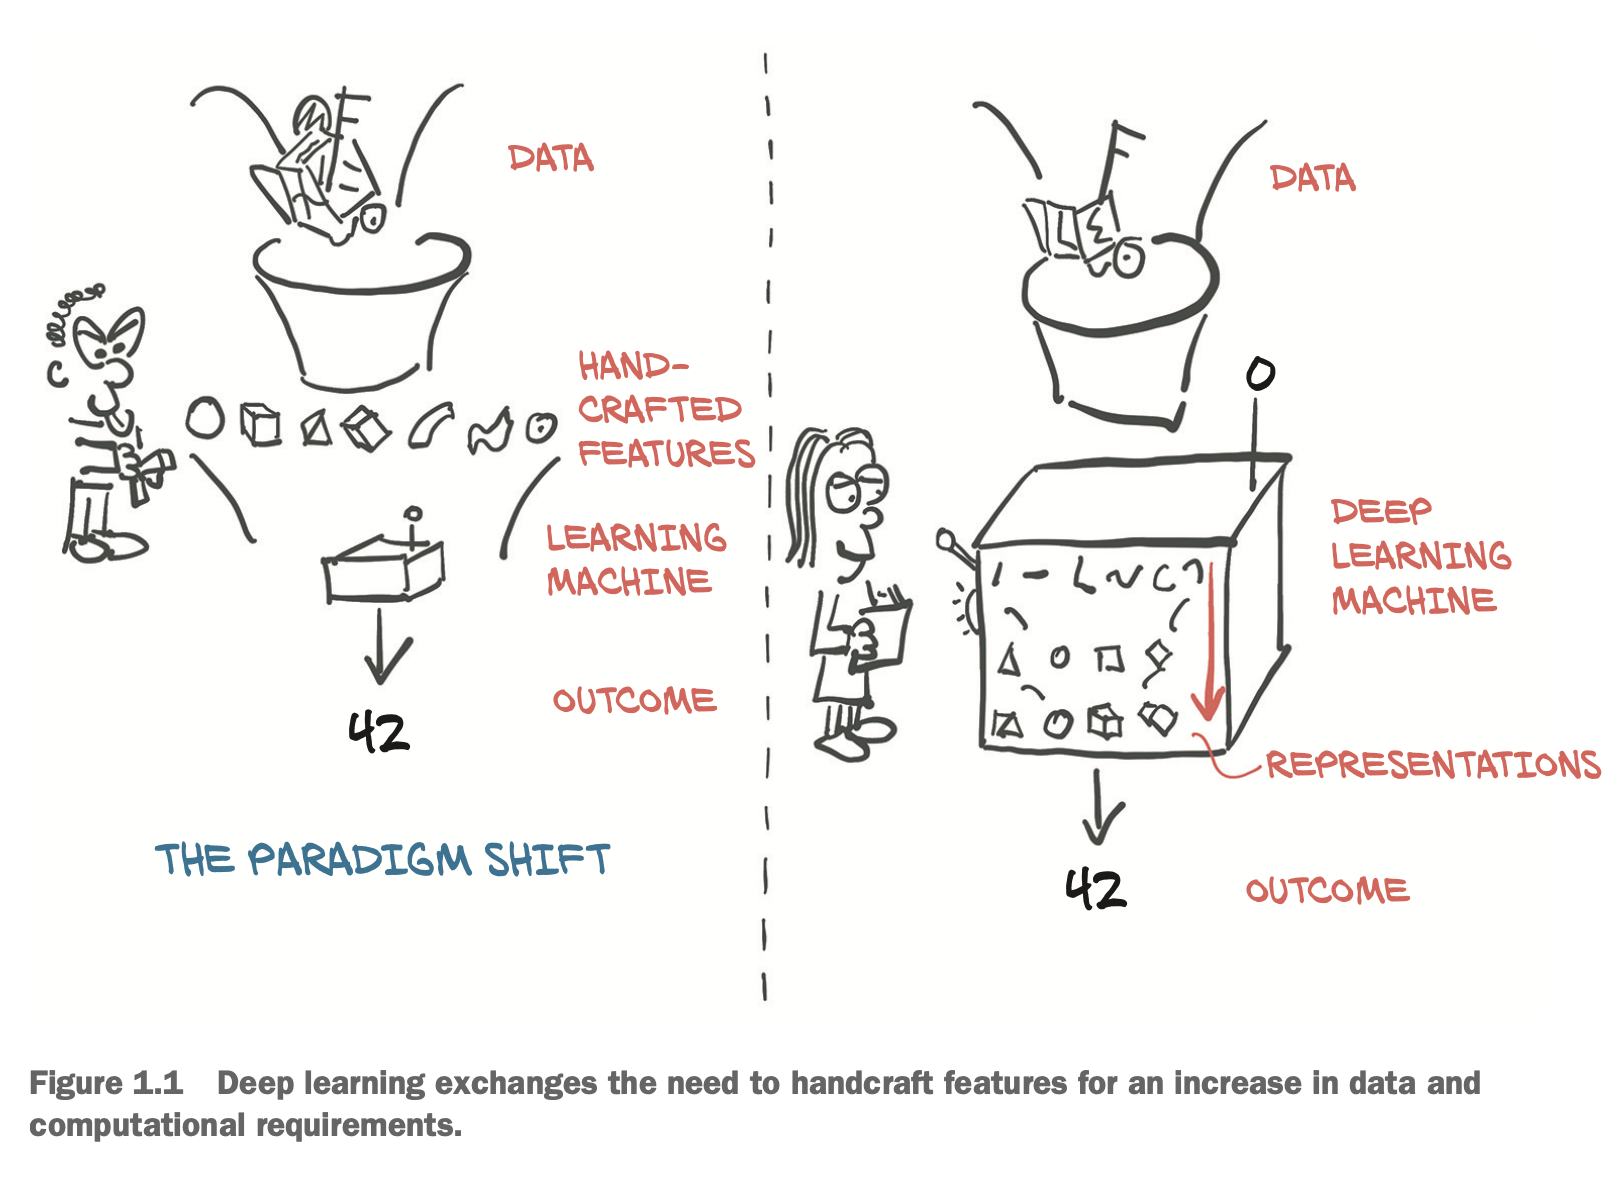 DATA
HAND-
CRAFTED
FEATURES
LEARNING
MACHINE
OUTCOME
42
THE PARADIGM SHIFT
DATA
DEEP
LEARNING
MACHINE
REPRESENTATIONS
42
OUTCOME
Figure 1.1 Deep learning exchanges the need to handcraft features for an increase in data and
computational requirements.